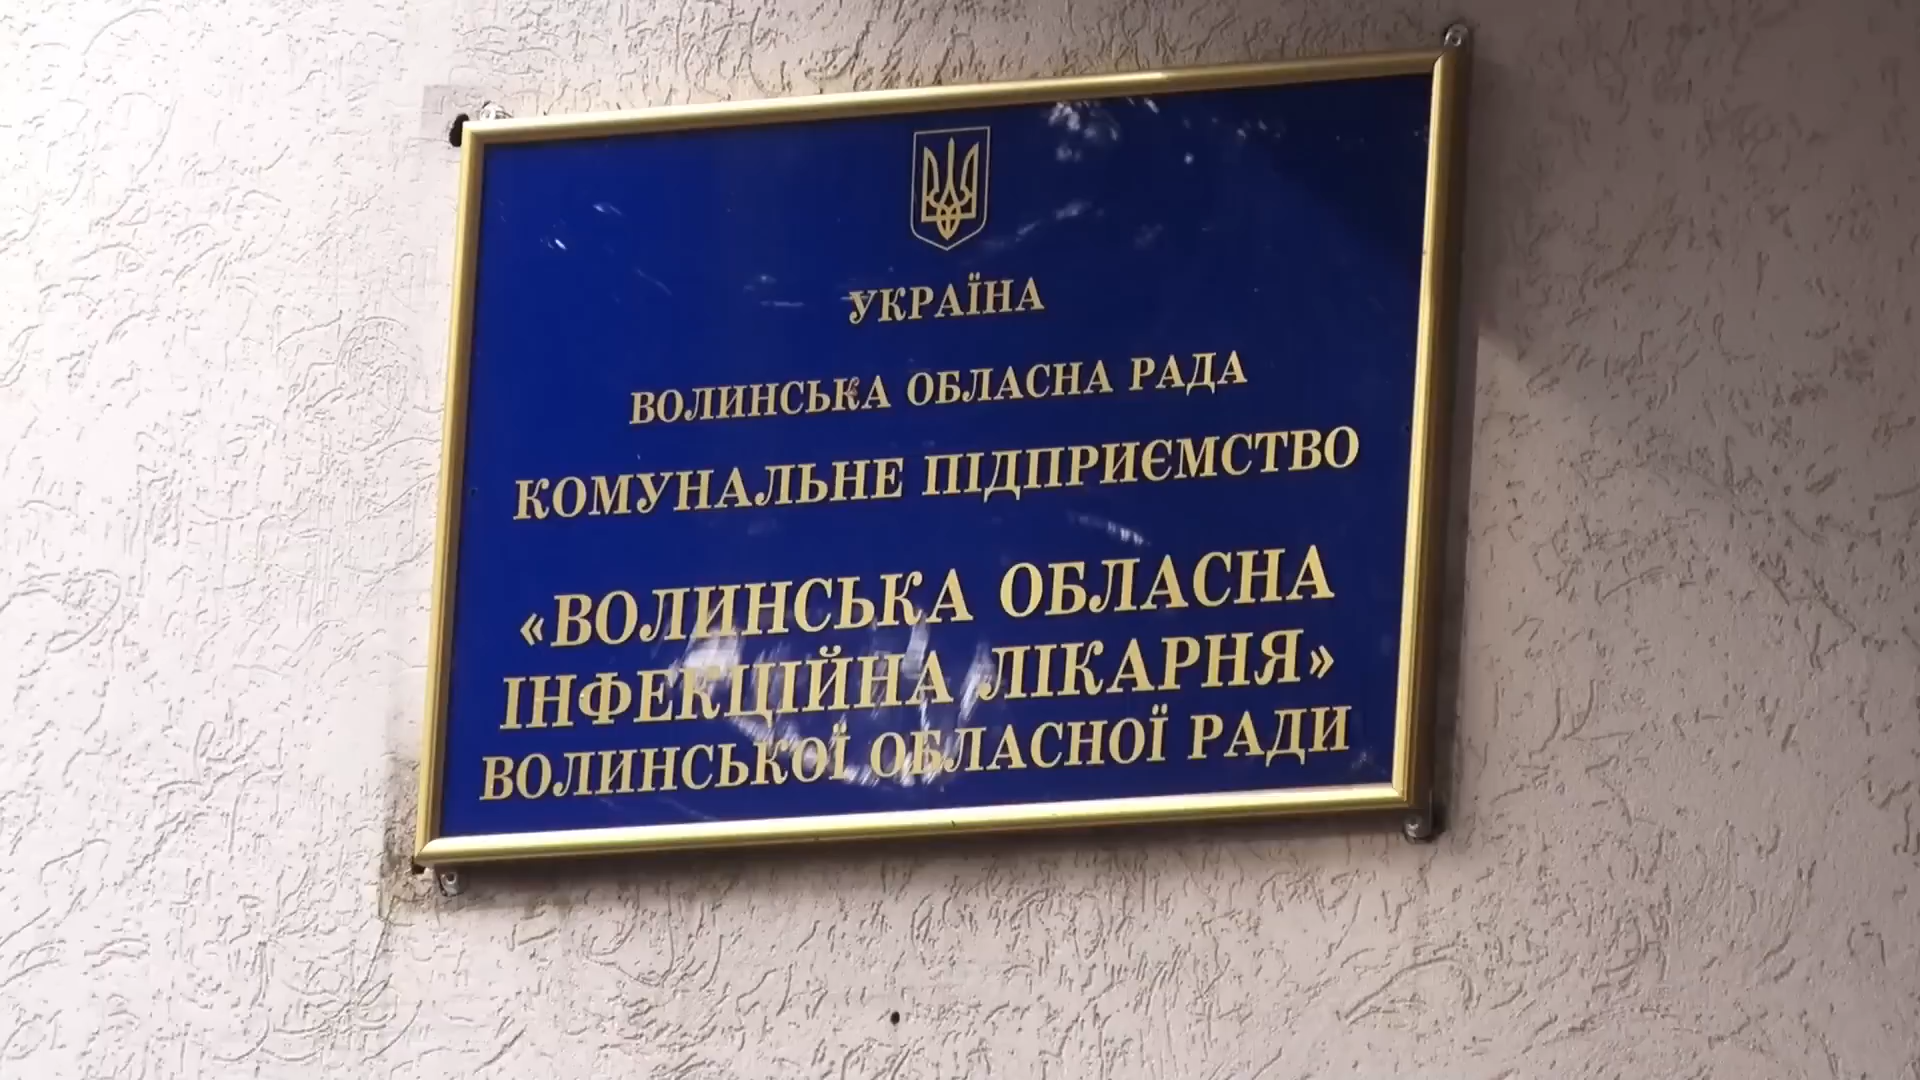 УКРАЇНА
ВОЛИНСЬКА ОБЛАСНА РАДА
КОМУНАЛЬНЕ ПІДПРИЄМСТВО
«ВОЛИНСЬКА ОБЛАСНА
ІНФЕКЦІЙНА ЛІКАРНЯ»
ВОЛИНСЬКОЇ ОБЛАСНОЇ РАДИ